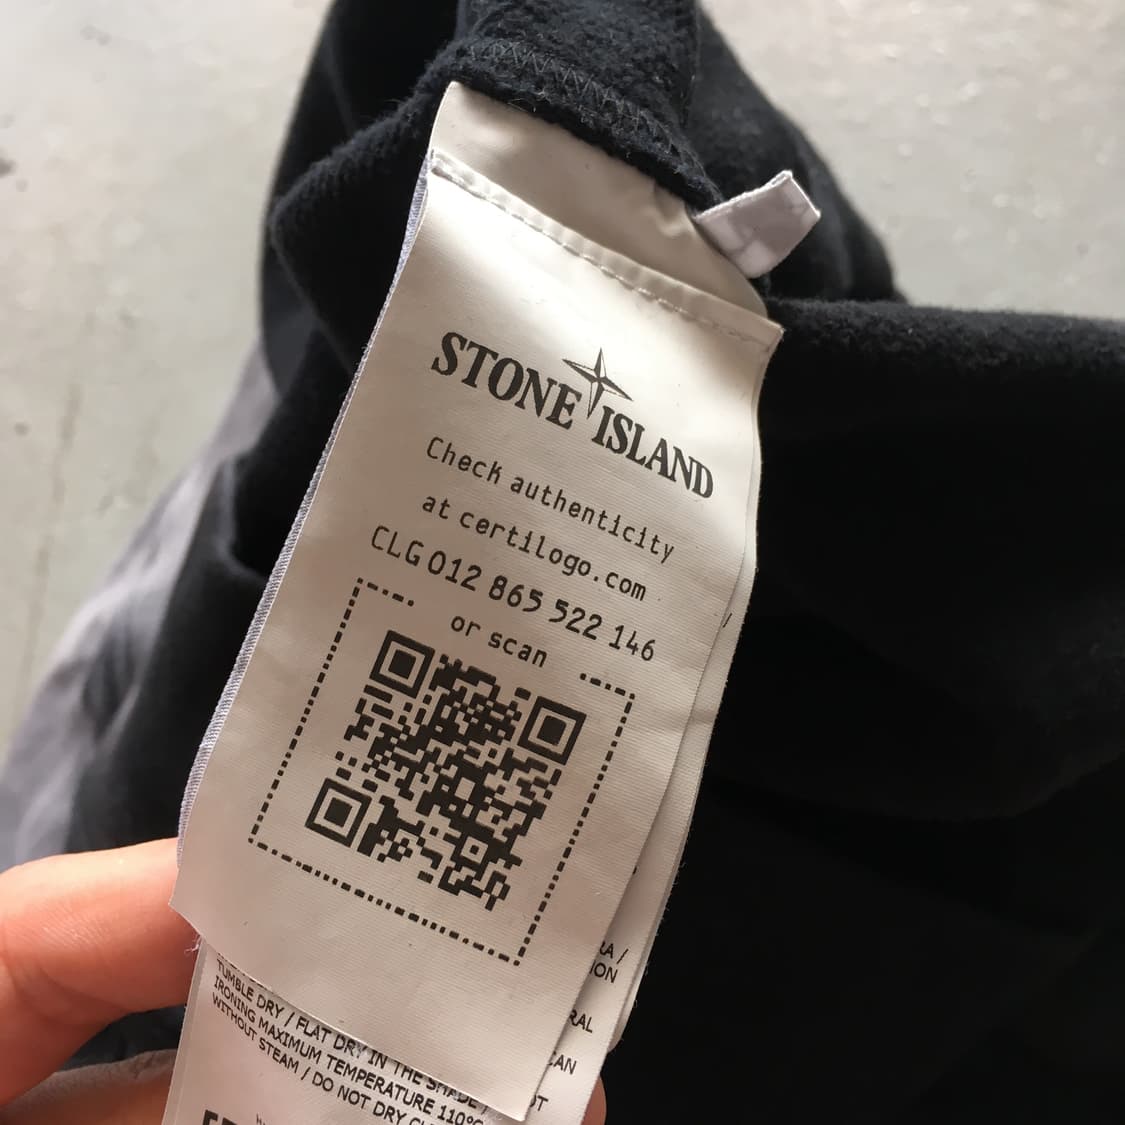 STONE ISLAND
Check authenticity
at certilogo.com
CLG 012 865 522 146
or scan
TUMBLE DRY / FLAT DRY IN THE SHADE /
IRONING MAXIMUM TEMPERATURE 110°C
WITHOUT STEAM / DO NOT DRY